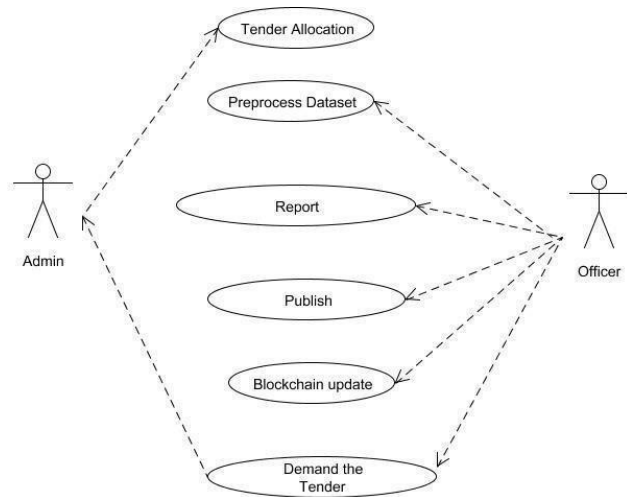 Tender Allocation
Preprocess Dataset
Report
Admin
Officer
Publish
Blockchain update
Demand the
Tender